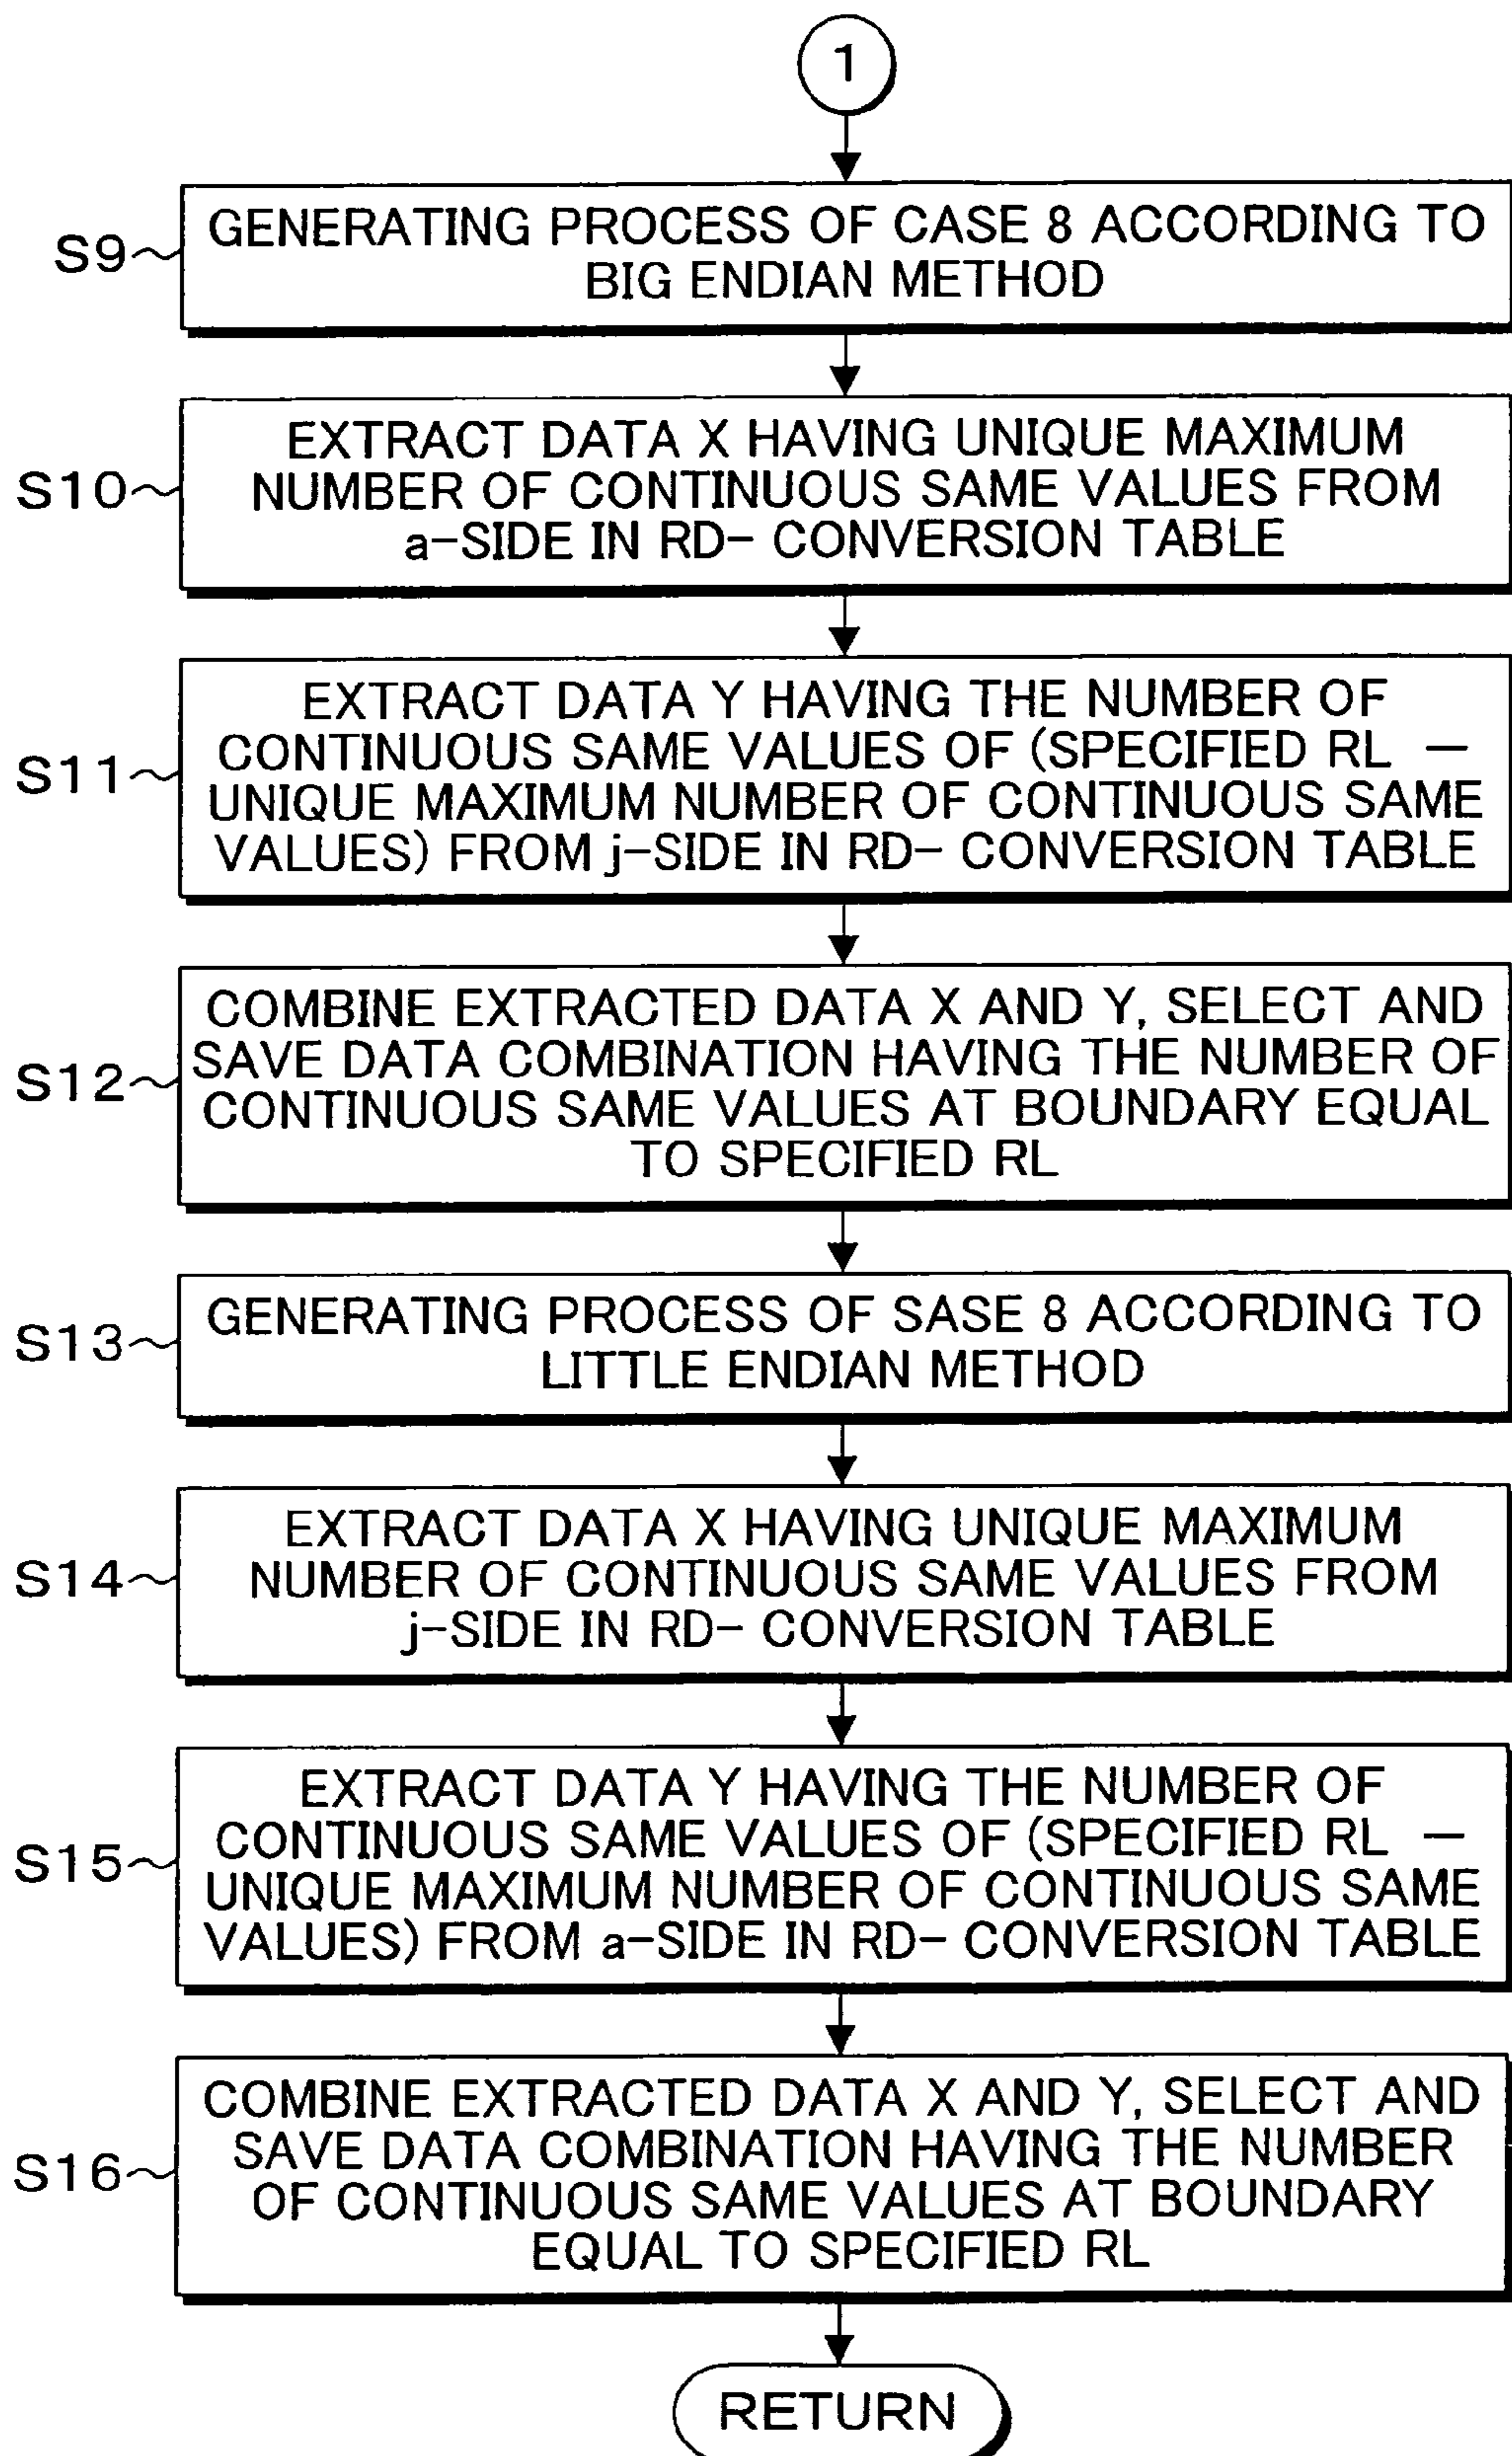 1
S9
GENERATING PROCESS OF CASE 8 ACCORDING TO
BIG ENDIAN METHOD
S10
EXTRACT DATA X HAVING UNIQUE MAXIMUM
NUMBER OF CONTINUOUS SAME VALUES FROM
a-SIDE IN RD- CONVERSION TABLE
S11
EXTRACT DATA Y HAVING THE NUMBER OF
CONTINUOUS SAME VALUES OF (SPECIFIED RL —
UNIQUE MAXIMUM NUMBER OF CONTINUOUS SAME
VALUES) FROM j-SIDE IN RD- CONVERSION TABLE
S12
COMBINE EXTRACTED DATA X AND Y, SELECT AND
SAVE DATA COMBINATION HAVING THE NUMBER OF
CONTINUOUS SAME VALUES AT BOUNDARY EQUAL
TO SPECIFIED RL
S13
GENERATING PROCESS OF SASE 8 ACCORDING TO
LITTLE ENDIAN METHOD
S14
EXTRACT DATA X HAVING UNIQUE MAXIMUM
NUMBER OF CONTINUOUS SAME VALUES FROM
j-SIDE IN RD- CONVERSION TABLE
S15
EXTRACT DATA Y HAVING THE NUMBER OF
CONTINUOUS SAME VALUES OF (SPECIFIED RL —
UNIQUE MAXIMUM NUMBER OF CONTINUOUS SAME
VALUES) FROM a-SIDE IN RD- CONVERSION TABLE
S16
COMBINE EXTRACTED DATA X AND Y, SELECT AND
SAVE DATA COMBINATION HAVING THE NUMBER
OF CONTINUOUS SAME VALUES AT BOUNDARY
EQUAL TO SPECIFIED RL
RETURN